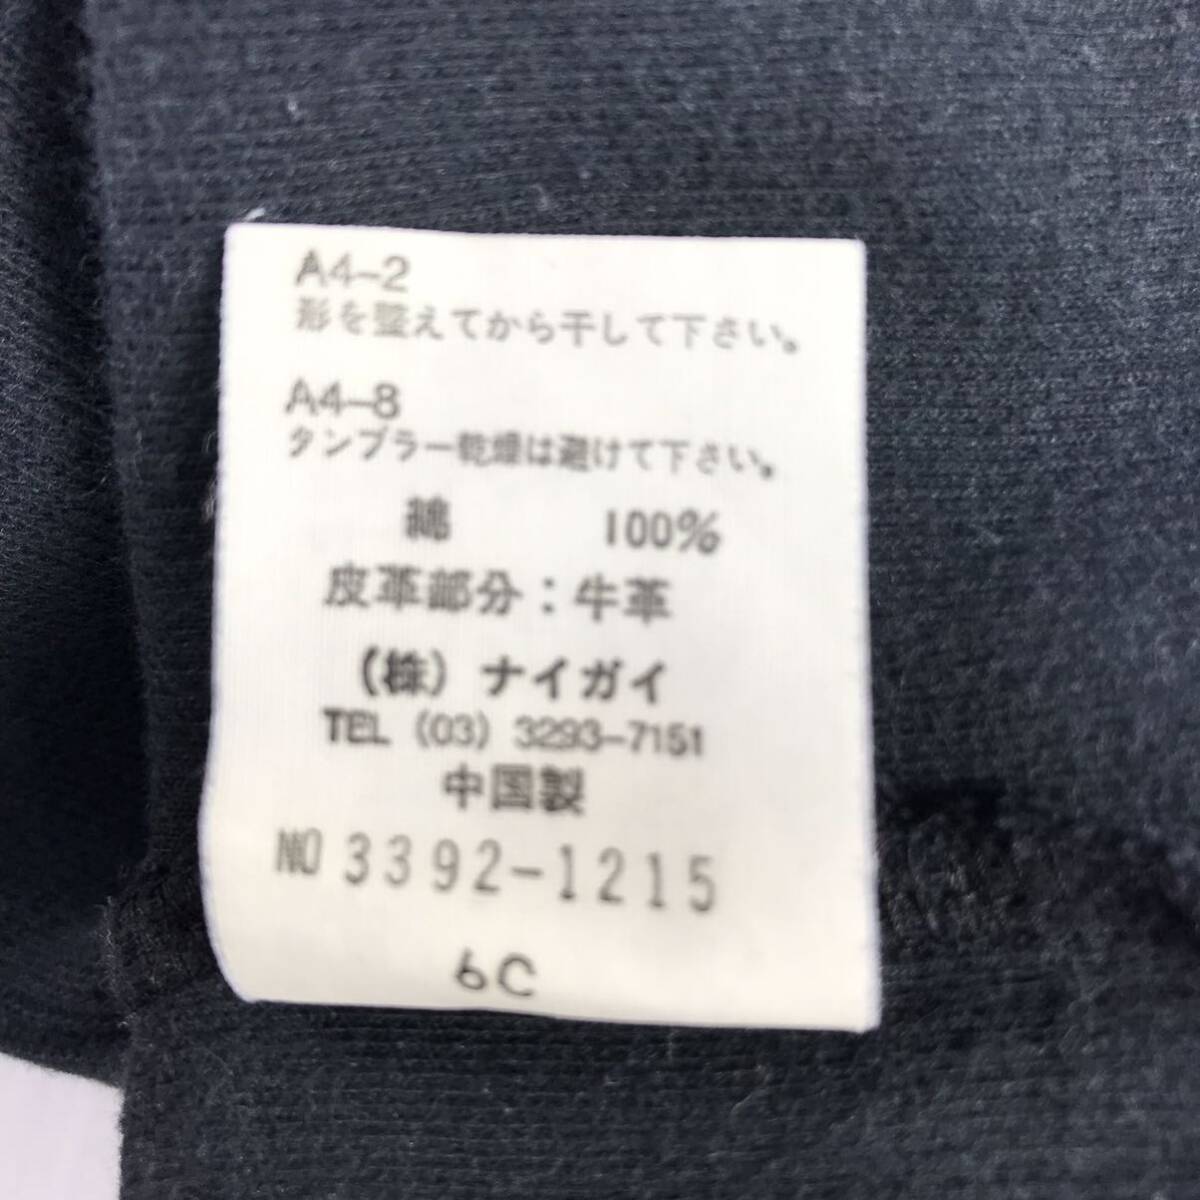 A4-2
形を整えてから干して下さい。
A4-8
タンブラー乾燥は避けて下さい。
綿 100%
皮革部分：牛革
(株) ナイガイ
TEL (03) 3293-7151
中国製
NO 3392-1215
6C